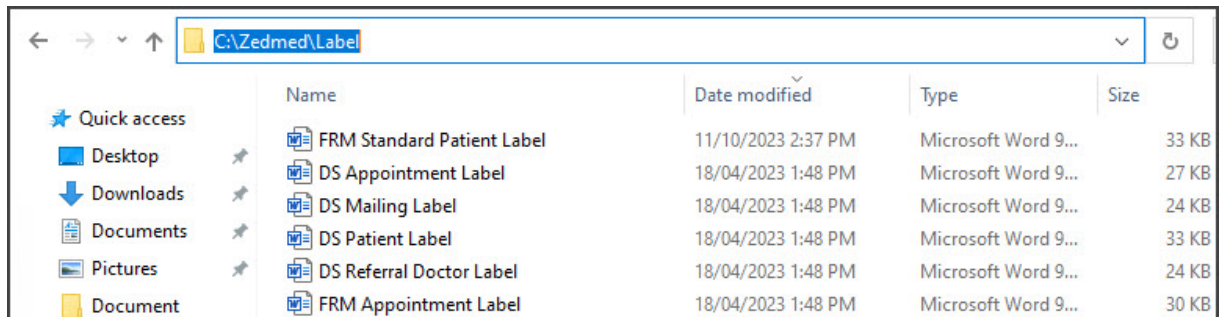 C:\Zedmed\Label
Name Date modified Type Size
Quick access
Desktop
Downloads
Documents
Pictures
Document
FRM Standard Patient Label 11/10/2023 2:37 PM Microsoft Word 9... 33 KB
DS Appointment Label 18/04/2023 1:48 PM Microsoft Word 9... 27 KB
DS Mailing Label 18/04/2023 1:48 PM Microsoft Word 9... 24 KB
DS Patient Label 18/04/2023 1:48 PM Microsoft Word 9... 33 KB
DS Referral Doctor Label 18/04/2023 1:48 PM Microsoft Word 9... 24 KB
FRM Appointment Label 18/04/2023 1:48 PM Microsoft Word 9... 30 KB